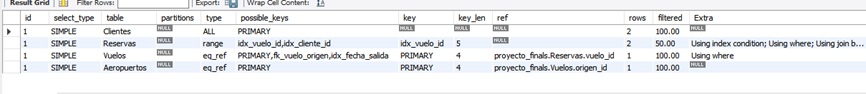 Result Grid Filter Rows: Export: Wrap Cell Content:
id select_type table partitions type possible_keys key key_len ref rows filtered Extra
1 SIMPLE Clientes NULL ALL PRIMARY NULL NULL NULL 2 100.00 NULL
1 SIMPLE Reservas NULL range idx_vuelo_id,idx_cliente_id idx_vuelo_id 5 NULL 2 50.00 Using index condition; Using where; Using join b...
1 SIMPLE Vuelos NULL eq_ref PRIMARY,fk_vuelo_origen,idx_fecha_salida PRIMARY 4 proyecto_finals.Reservas.vuelo_id 1 100.00 Using where
1 SIMPLE Aeropuertos NULL eq_ref PRIMARY PRIMARY 4 proyecto_finals.Vuelos.origen_id 1 100.00 NULL